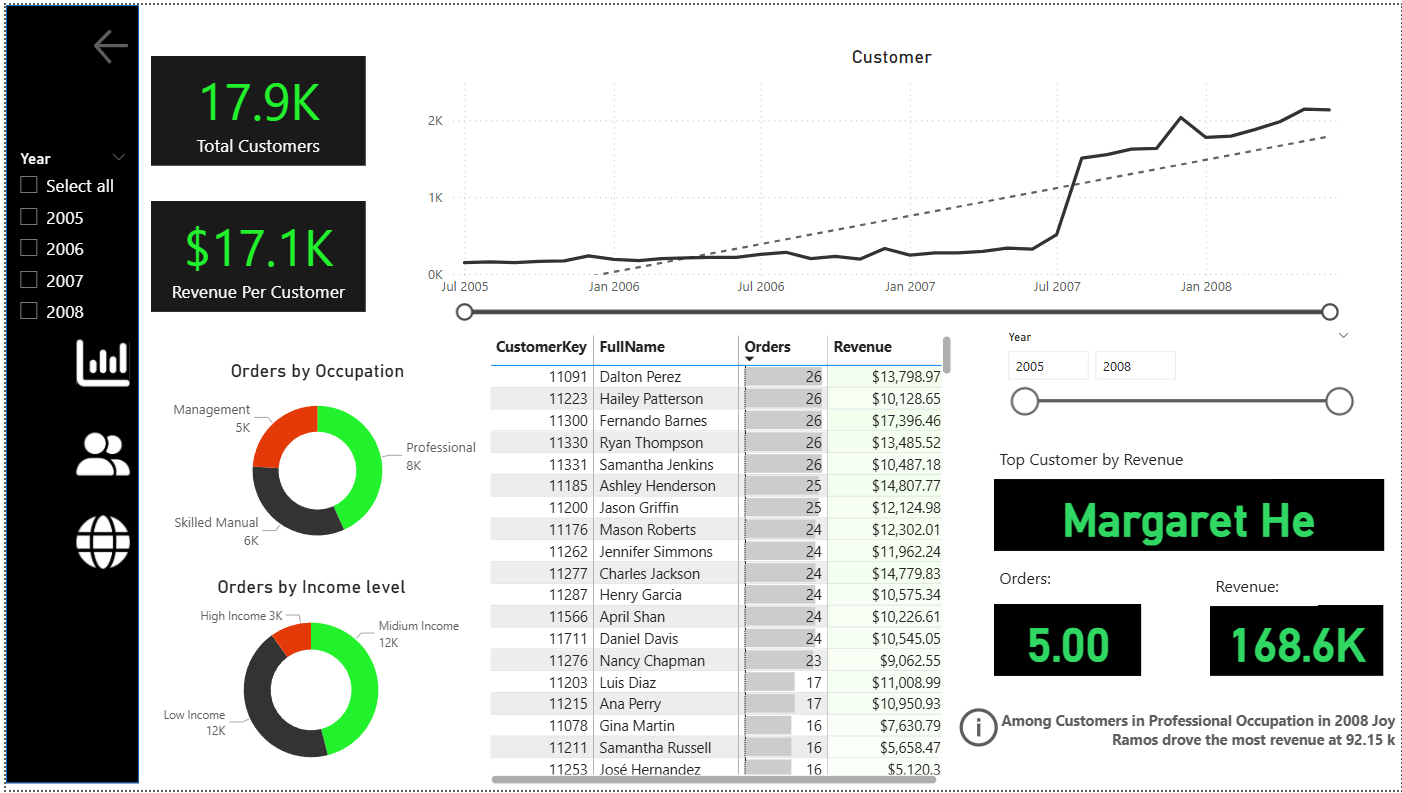 Year
Select all
2005
2006
2007
2008
17.9K
Total Customers
$17.1K
Revenue Per Customer
Customer
2K
1K
0K
Jul 2005 Jan 2006 Jul 2006 Jan 2007 Jul 2007 Jan 2008
Orders by Occupation
Management
5K
Professional
8K
Skilled Manual
6K
Orders by Income level
High Income 3K
Midium Income
12K
Low Income
12K
CustomerKey FullName Orders Revenue
11091 Dalton Perez 26 $13,798.97
11223 Hailey Patterson 26 $10,128.65
11300 Fernando Barnes 26 $17,396.46
11330 Ryan Thompson 26 $13,485.52
11331 Samantha Jenkins 26 $10,487.18
11185 Ashley Henderson 25 $14,807.77
11200 Jason Griffin 25 $12,124.98
11176 Mason Roberts 24 $12,302.01
11262 Jennifer Simmons 24 $11,962.24
11277 Charles Jackson 24 $14,779.83
11287 Henry Garcia 24 $10,575.34
11566 April Shan 24 $10,226.61
11711 Daniel Davis 24 $10,545.05
11276 Nancy Chapman 23 $9,062.55
11203 Luis Diaz 17 $11,008.99
11215 Ana Perry 17 $10,950.93
11078 Gina Martin 16 $7,630.79
11211 Samantha Russell 16 $5,658.47
11253 José Hernandez 16 $5,120.3
Year
2005 2008
Top Customer by Revenue
Margaret He
Orders:
5.00
Revenue:
168.6K
Among Customers in Professional Occupation in 2008 Joy
Ramos drove the most revenue at 92.15 k